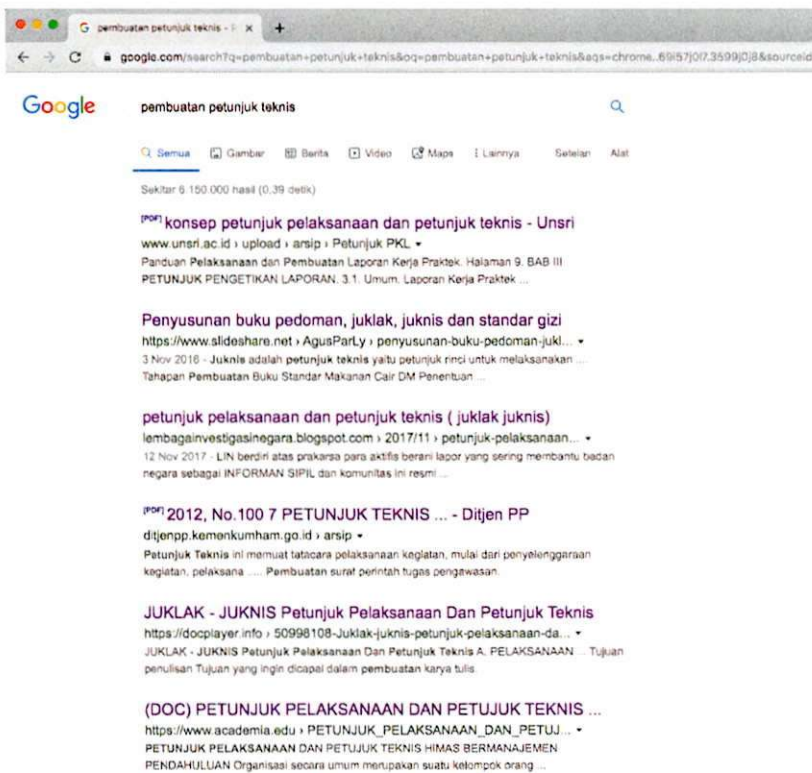 pembuatan petunjuk teknis -
google.com/search?q=pembuatan+petunjuk+teknis&oq=pembuatan+petunjuk+teknis&aqs=chrome..69i57j0l7.3599j0j8&sourceid
Google pembuatan petunjuk teknis
Semua Gambar Berita Video Maps Lainnya Setelan Alat
Sekitar 6.150.000 hasil (0,39 detik)
[PDF] konsep petunjuk pelaksanaan dan petunjuk teknis - Unsri
www.unsri.ac.id › upload › arsip › Petunjuk PKL
Panduan Pelaksanaan dan Pembuatan Laporan Kerja Praktek. Halaman 9. BAB III
PETUNJUK PENGETIKAN LAPORAN. 3.1. Umum. Laporan Kerja Praktek ...
Penyusunan buku pedoman, juklak, juknis dan standar gizi
https://www.slideshare.net › AgusParLy › penyusunan-buku-pedoman-jukl...
3 Nov 2016 - Juknis adalah petunjuk teknis yaitu petunjuk rinci untuk melaksanakan ...
Tahapan Pembuatan Buku Standar Makanan Cair DM Penentuan ...
petunjuk pelaksanaan dan petunjuk teknis ( juklak juknis)
lembagainvestigasinegara.blogspot.com › 2017/11 › petunjuk-pelaksanaan...
12 Nov 2017 - LIN berdiri atas prakarsa para aktifis berani lapor yang sering membantu badan
negara sebagai INFORMAN SIPIL dan komunitas ini resmi ...
[PDF] 2012, No.100 7 PETUNJUK TEKNIS ... - Ditjen PP
ditjenpp.kemenkumham.go.id › arsip
Petunjuk Teknis ini memuat tatacara pelaksanaan kegiatan, mulai dari penyelenggaraan
kegiatan, pelaksana ..... Pembuatan surat perintah tugas pengawasan.
JUKLAK - JUKNIS Petunjuk Pelaksanaan Dan Petunjuk Teknis
https://docplayer.info › 50998108-Juklak-juknis-petunjuk-pelaksanaan-da...
JUKLAK - JUKNIS Petunjuk Pelaksanaan Dan Petunjuk Teknis A. PELAKSANAAN ... Tujuan
penulisan Tujuan yang ingin dicapai dalam pembuatan karya tulis
(DOC) PETUNJUK PELAKSANAAN DAN PETUJUK TEKNIS ...
https://www.academia.edu › PETUNJUK_PELAKSANAAN_DAN_PETUJ...
PETUNJUK PELAKSANAAN DAN PETUJUK TEKNIS HIMAS BERMANAJEMEN
PENDAHULUAN Organisasi secara umum merupakan suatu kelompok orang ...